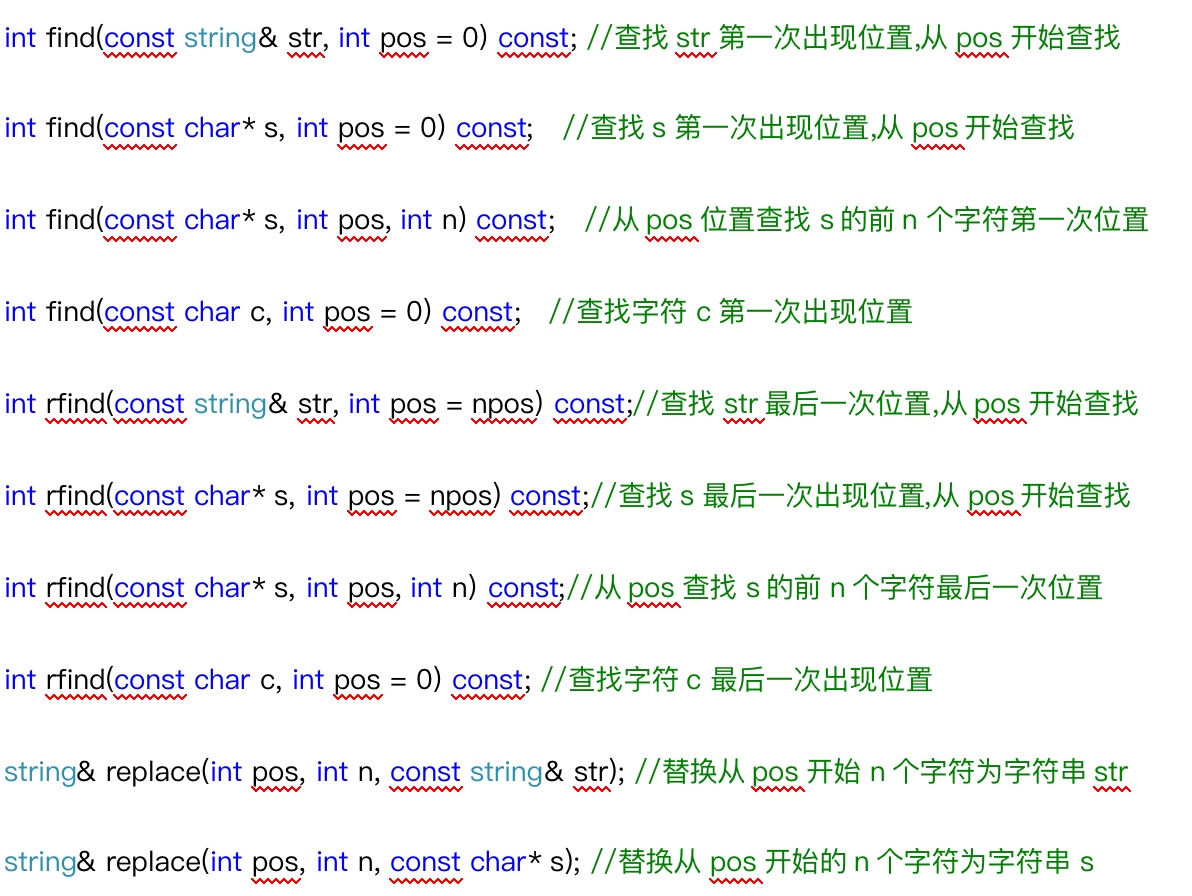 int find(const string& str, int pos = 0) const; //查找 str 第一次出现位置,从 pos 开始查找
int find(const char* s, int pos = 0) const; //查找 s 第一次出现位置,从 pos 开始查找
int find(const char* s, int pos, int n) const; //从 pos 位置查找 s 的前 n 个字符第一次位置
int find(const char c, int pos = 0) const; //查找字符 c 第一次出现位置
int rfind(const string& str, int pos = npos) const;//查找 str 最后一次位置,从 pos 开始查找
int rfind(const char* s, int pos = npos) const;//查找 s 最后一次出现位置,从 pos 开始查找
int rfind(const char* s, int pos, int n) const;//从 pos 查找 s 的前 n 个字符最后一次位置
int rfind(const char c, int pos = 0) const; //查找字符 c 最后一次出现位置
string& replace(int pos, int n, const string& str); //替换从 pos 开始 n 个字符为字符串 str
string& replace(int pos, int n, const char* s); //替换从 pos 开始的 n 个字符为字符串 s